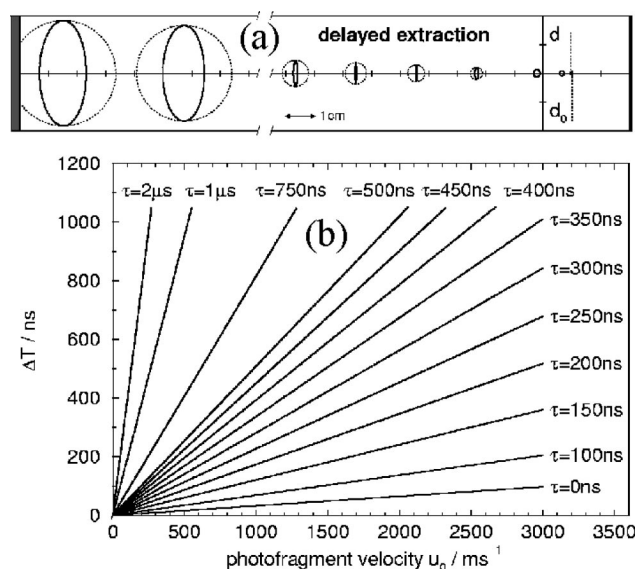 (a)
delayed extraction
d
d₀
1cm
1200
1000
800
600
400
200
0
ΔT / ns
τ=2μs τ=1μs τ=750ns τ=500ns τ=450ns τ=400ns
(b)
τ=350ns
τ=300ns
τ=250ns
τ=200ns
τ=150ns
τ=100ns
τ=0ns
0 500 1000 1500 2000 2500 3000 3500
photofragment velocity u₀ / ms⁻¹